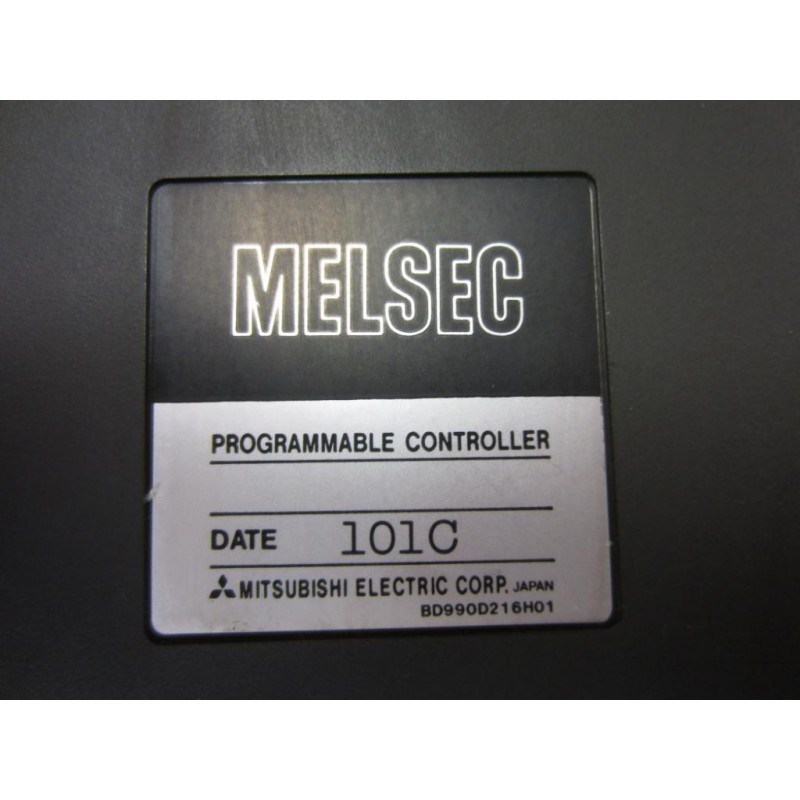 MELSEC
PROGRAMMABLE CONTROLLER
DATE 101C
MITSUBISHI ELECTRIC CORP. JAPAN
BD990D216H01